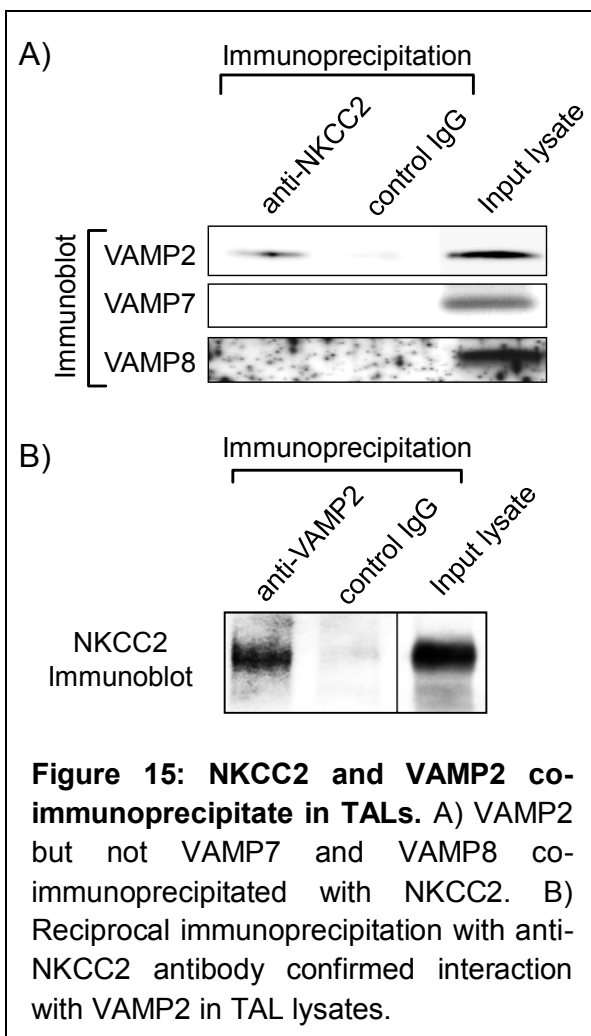 A)
Immunoprecipitation
anti-NKCC2
control IgG
Input lysate
Immunoblot
VAMP2
VAMP7
VAMP8
B)
Immunoprecipitation
anti-VAMP2
control IgG
Input lysate
NKCC2
Immunoblot
Figure 15: NKCC2 and VAMP2 co-
immunoprecipitate in TALs. A) VAMP2
but not VAMP7 and VAMP8 co-
immunoprecipitated with NKCC2. B)
Reciprocal immunoprecipitation with anti-
NKCC2 antibody confirmed interaction
with VAMP2 in TAL lysates.